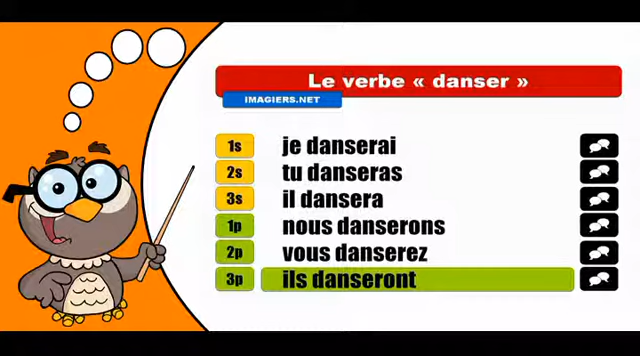 Le verbe « danser »
IMAGIERS.NET
1s je danserai
2s tu danseras
3s il dansera
1p nous danserons
2p vous danserez
3p ils danseront